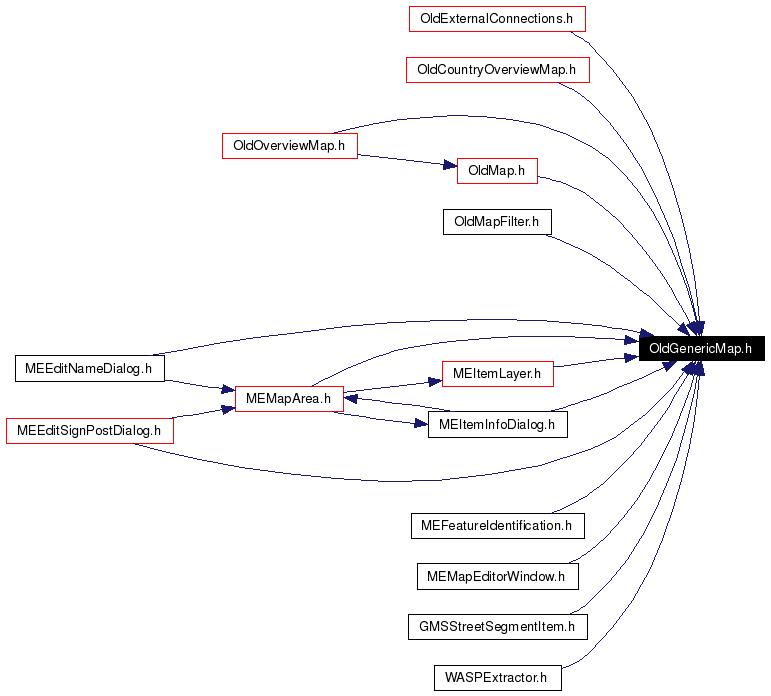 OldExternalConnections.h
OldCountryOverviewMap.h
OldOverviewMap.h
OldMap.h
OldMapFilter.h
OldGenericMap.h
MEEditNameDialog.h
MEItemLayer.h
MEMapArea.h
MEItemInfoDialog.h
MEEditSignPostDialog.h
MEFeatureIdentification.h
MEMapEditorWindow.h
GMSStreetSegmentItem.h
WASPExtractor.h